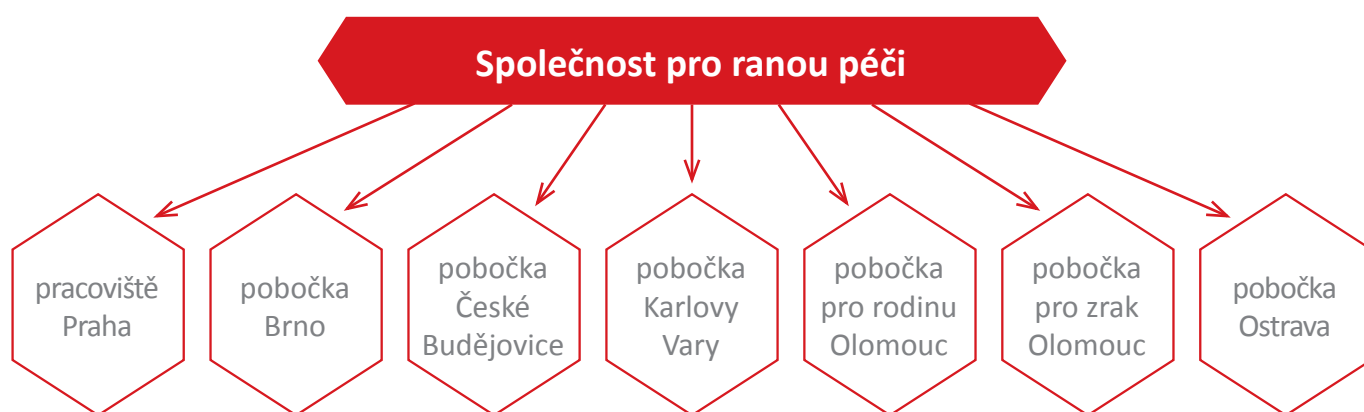 Společnost pro ranou péči
pracoviště
Praha
pobočka
Brno
pobočka
České
Budějovice
pobočka
Karlovy
Vary
pobočka
pro rodinu
Olomouc
pobočka
pro zrak
Olomouc
pobočka
Ostrava